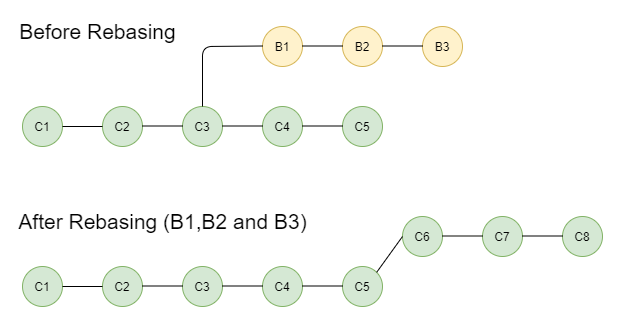 Before Rebasing
B1 B2 B3
C1 C2 C3 C4 C5
After Rebasing (B1,B2 and B3)
C6 C7 C8
C1 C2 C3 C4 C5